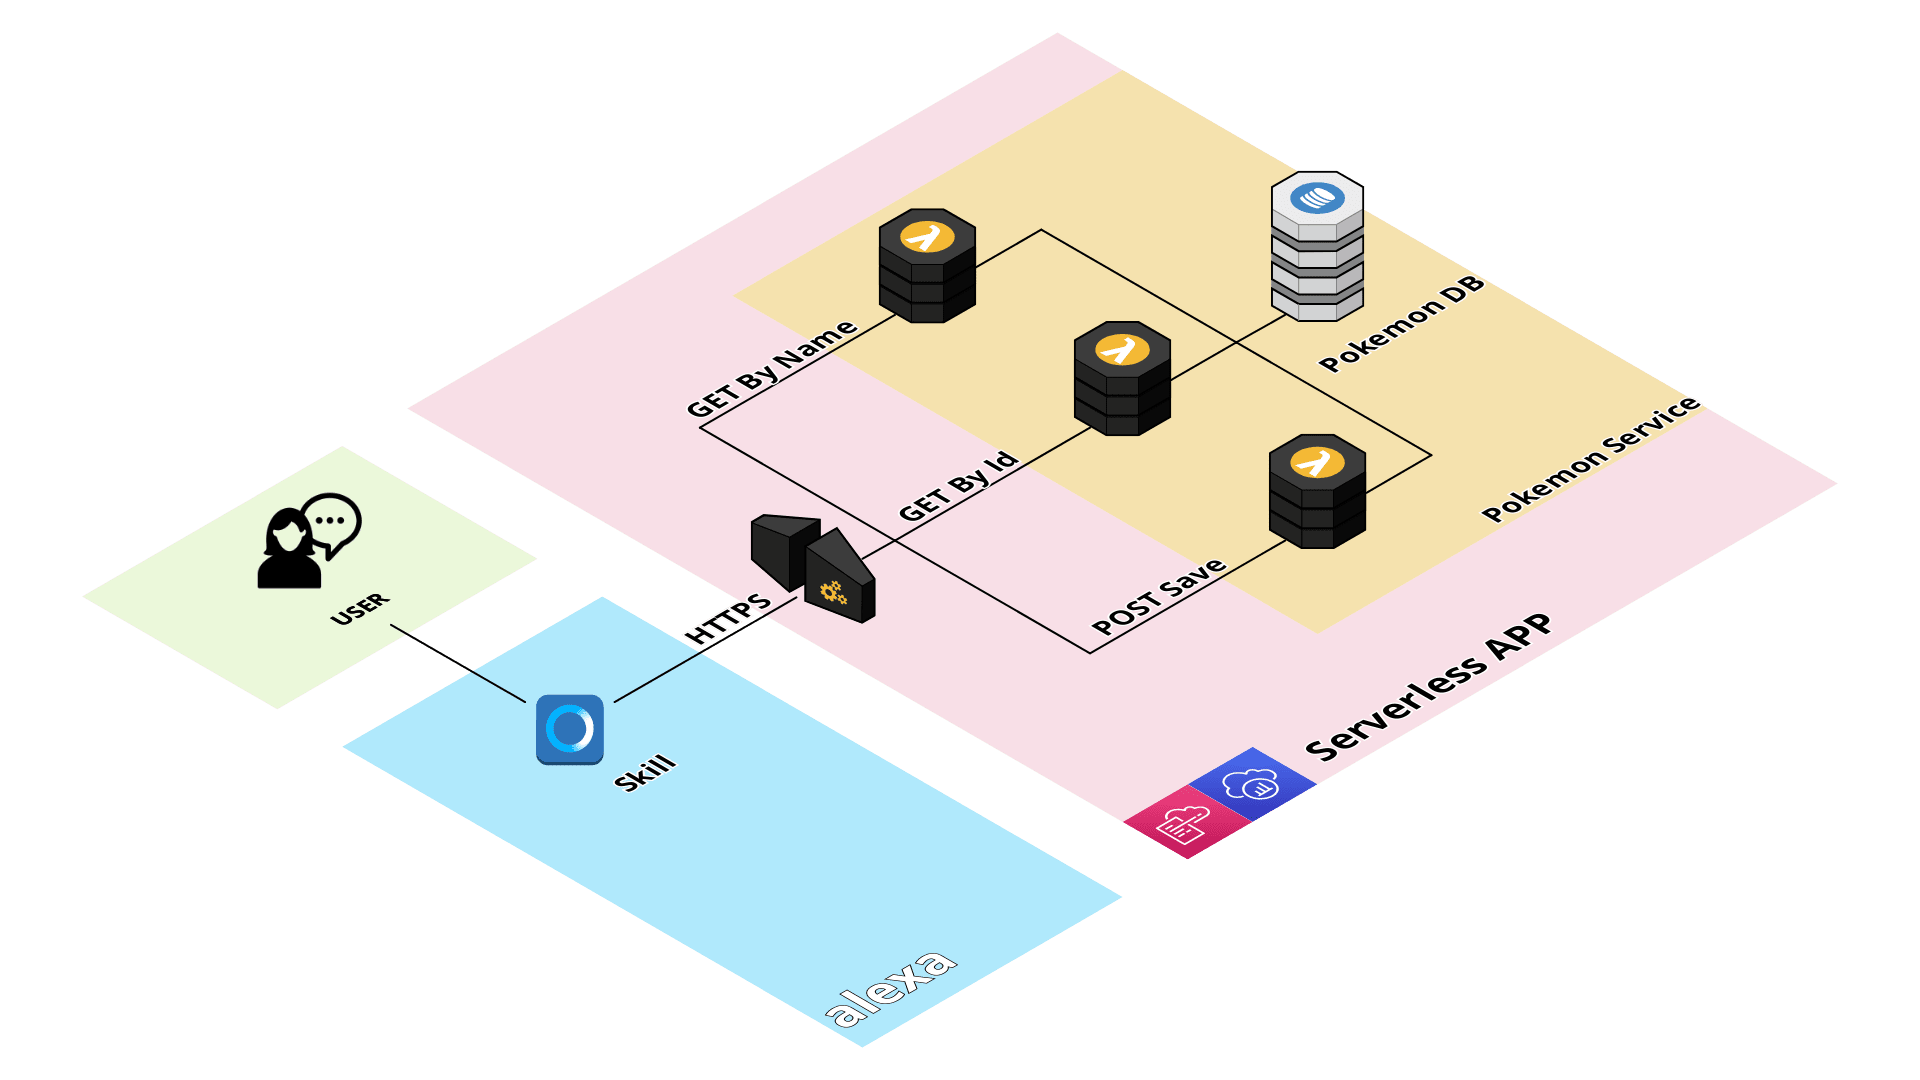 GET By Name
Pokemon DB
GET By Id
Pokemon Service
POST Save
HTTPS
USER
Skill
Serverless APP
alexa